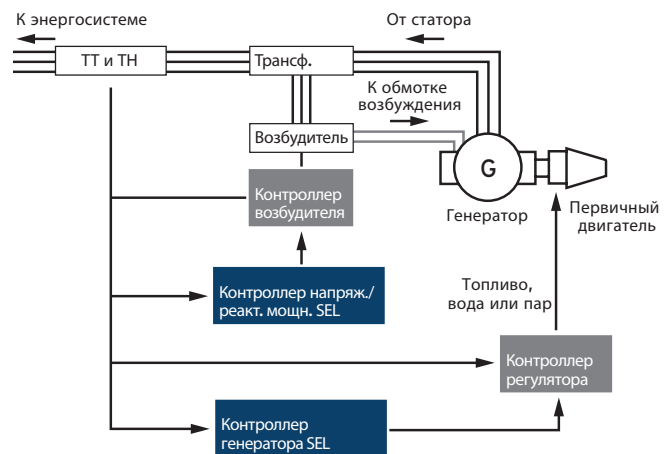 К энергосистеме
От статора
ТТ и ТН
Трансф.
К обмотке
возбуждения
Возбудитель
G
Контроллер
возбудителя
Генератор
Первичный
двигатель
Контроллер напряж./
реакт. мощн. SEL
Топливо,
вода или пар
Контроллер
регулятора
Контроллер
генератора SEL